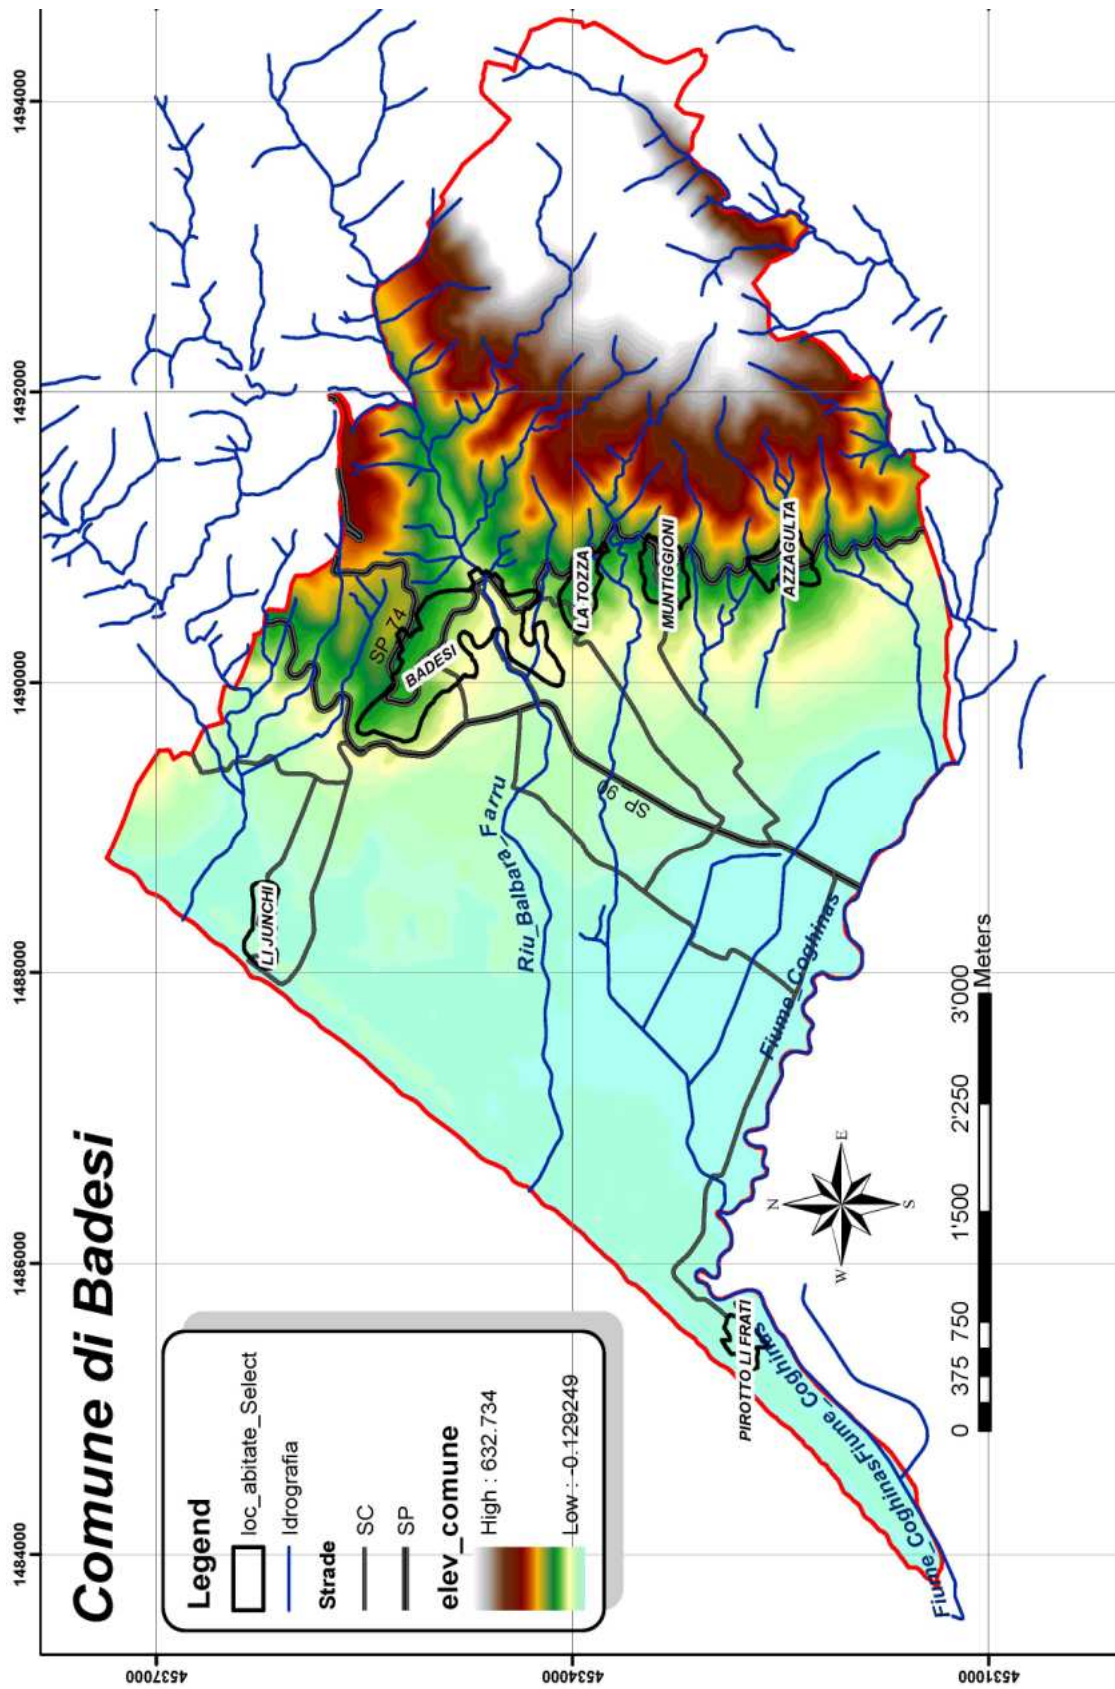 Comune di Badesi
1484000
1486000
1488000
1490000
1492000
1494000
4537000
4534000
4531000
Legend
loc_abitate_Select
Idrografia
Strade
SC
SP
elev_comune
High : 632.734
Low : -0.129249
LI JUNCHI
SP 74
BADESI
LA TOZZA
MUNTIGGIONI
AZZAGULTA
SP 90
Riu_Balbara_Farru
Fiume_Coghinas
PIROTTO LI FRATI
Fiume_Coghinas
Fiume_Coghinas
N
W
E
S
0 375 750 1'500 2'250 3'000
Meters